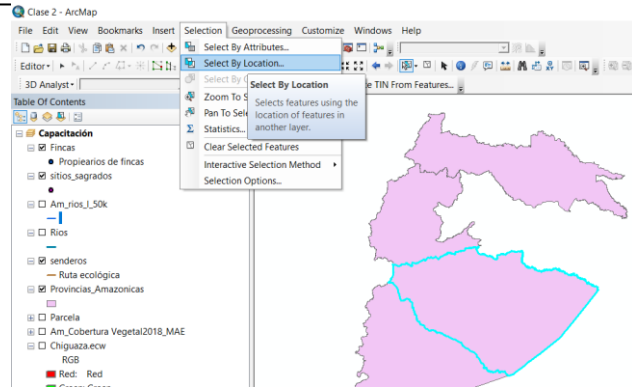 Clase 2 - ArcMap
File Edit View Bookmarks Insert Selection Geoprocessing Customize Windows Help
Editor
3D Analyst
TIN From Features...
Select By Attributes...
Select By Location...
Select By
Zoom To S
Pan To Sele
Statistics...
Clear Selected Features
Interactive Selection Method
Selection Options...
Select By Location
Selects features using the
location of features in
another layer.
Table Of Contents
Capacitación
Fincas
Propiearios de fincas
sitios_sagrados
Am_rios_l_50k
Rios
senderos
Ruta ecológica
Provincias_Amazonicas
Parcela
Am_Cobertura Vegetal2018_MAE
Chiguaza.ecw
RGB
Red: Red